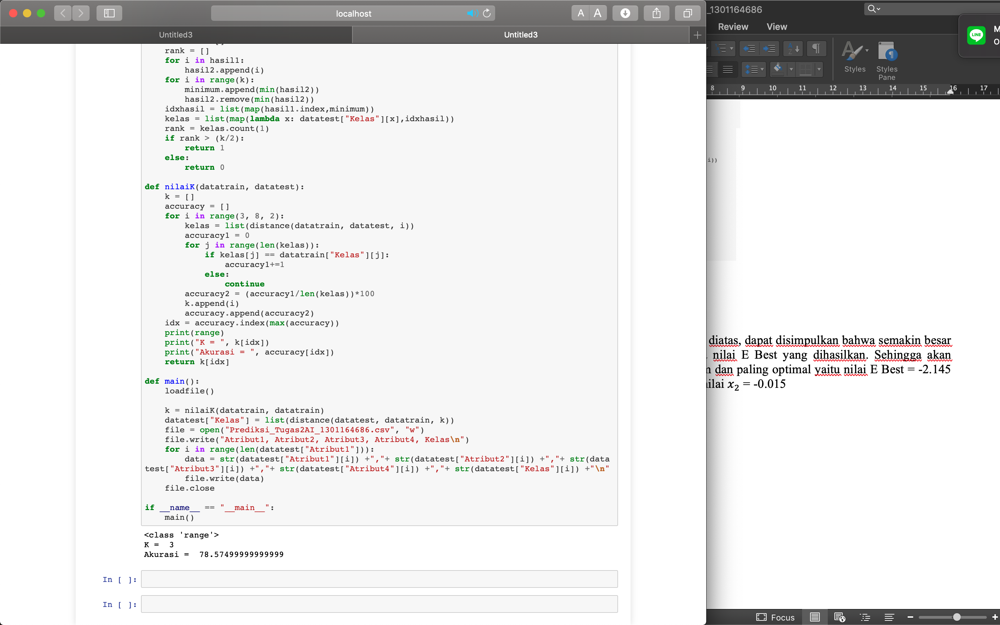 localhost
A A
Untitled3
Untitled3
rank = []
for i in hasil1:
hasil2.append(i)
for i in range(k):
minimum.append(min(hasil2))
hasil2.remove(min(hasil2))
idxhasil = list(map(hasil1.index,minimum))
kelas = list(map(lambda x: datatest["Kelas"][x],idxhasil))
rank = kelas.count(1)
if rank > (k/2):
return 1
else:
return 0
def nilaiK(datatrain, datatest):
k = []
accuracy = []
for i in range(3, 8, 2):
kelas = list(distance(datatrain, datatest, i))
accuracy1 = 0
for j in range(len(kelas)):
if kelas[j] == datatrain["Kelas"][j]:
accuracy1+=1
else:
continue
accuracy2 = (accuracy1/len(kelas))*100
k.append(i)
accuracy.append(accuracy2)
idx = accuracy.index(max(accuracy))
print(range)
print("K = ", k[idx])
print("Akurasi = ", accuracy[idx])
return k[idx]
def main():
loadfile()
k = nilaiK(datatrain, datatrain)
datatest["Kelas"] = list(distance(datatest, datatrain, k))
file = open("Prediksi_Tugas2AI_1301164686.csv", "w")
file.write("Atribut1, Atribut2, Atribut3, Atribut4, Kelas\n")
for i in range(len(datatest["Atribut1"])):
data = str(datatest["Atribut1"][i]) +","+ str(datatest["Atribut2"][i]) +","+ str(data
test["Atribut3"][i]) +","+ str(datatest["Atribut4"][i]) +","+ str(datatest["Kelas"][i]) +"\n"
file.write(data)
file.close
if __name__ == "__main__":
main()
<class 'range'>
K =  3
Akurasi =  78.57499999999999
In [ ]:
In [ ]:
_1301164686
Review View
LINE
M
O
Styles
Styles
Pane
8 9 10 11 12 13 14 15 16 17
i))
diatas, dapat disimpulkan bahwa semakin besar
nilai E Best yang dihasilkan. Sehingga akan
n dan paling optimal yaitu nilai E Best = -2.145
nilai x₂ = -0.015
Focus